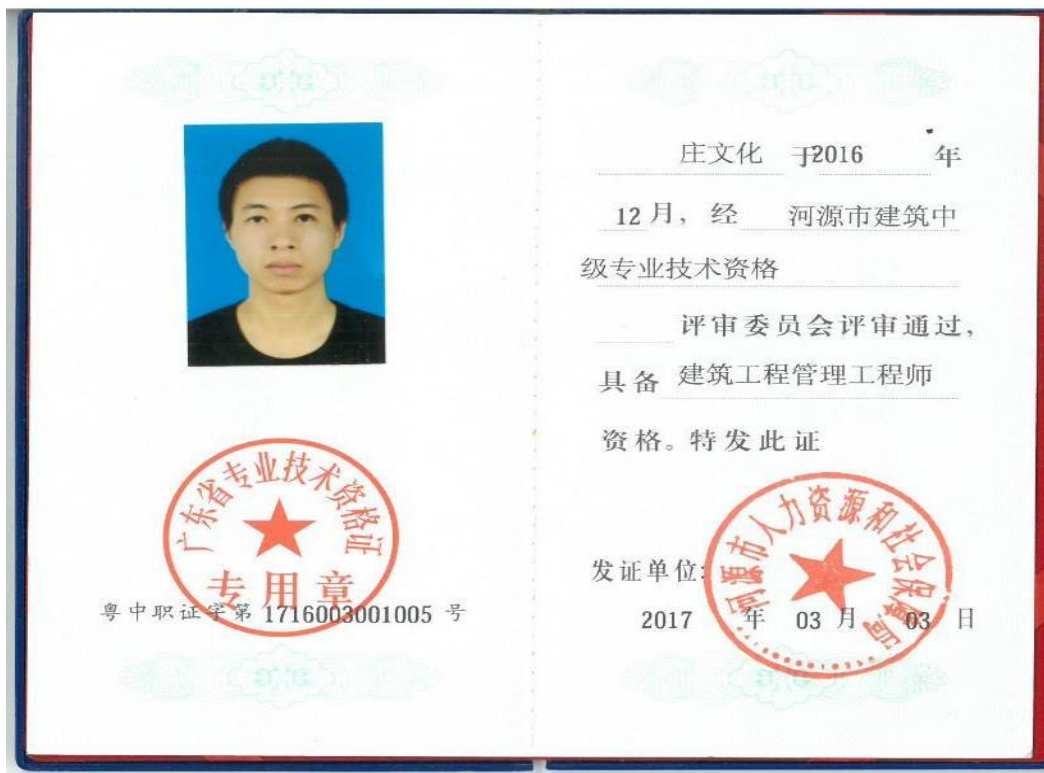 广东省专业技术资格证
专用章
粤中职证字第 1716003001005 号
庄文化 于2016 年
12月，经 河源市建筑中
级专业技术资格
评审委员会评审通过，
具备 建筑工程管理工程师
资格。特发此证
河源市人力资源和社会保障局
发证单位：
2017 年 03 月 03 日